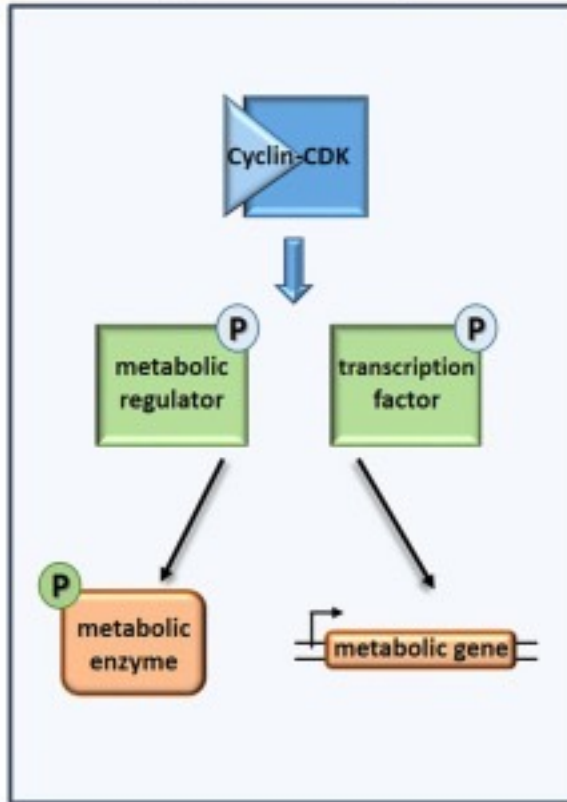 Cyclin-CDK
P
P
metabolic
regulator
transcription
factor
P
metabolic
enzyme
metabolic gene